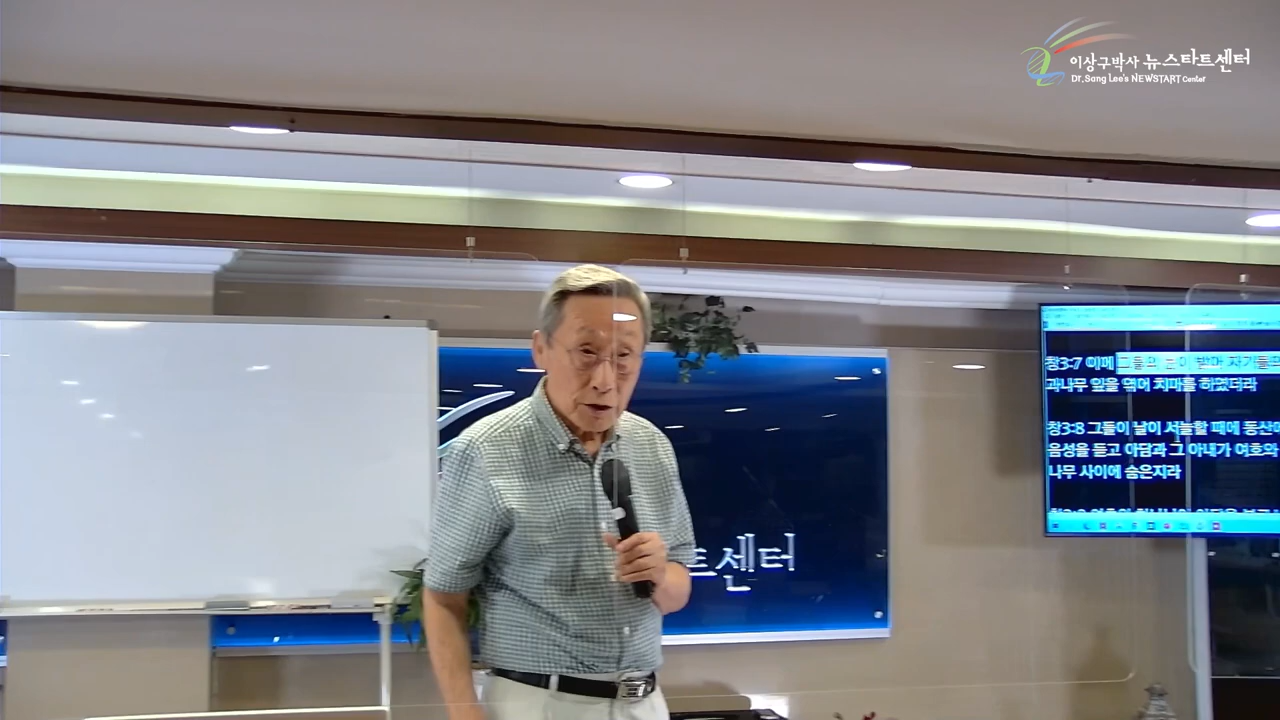 이상구박사 뉴스타트센터
Dr. Sang Lee's NEWSTART Center
창3:7 이에 그들의 눈이 밝아 자기들의
과나무 잎을 엮어 치마를 하였더라
창3:8 그들이 날이 서늘할 때에 동산에
음성을 듣고 아담과 그 아내가 여호와
나무 사이에 숨은지라
트센터